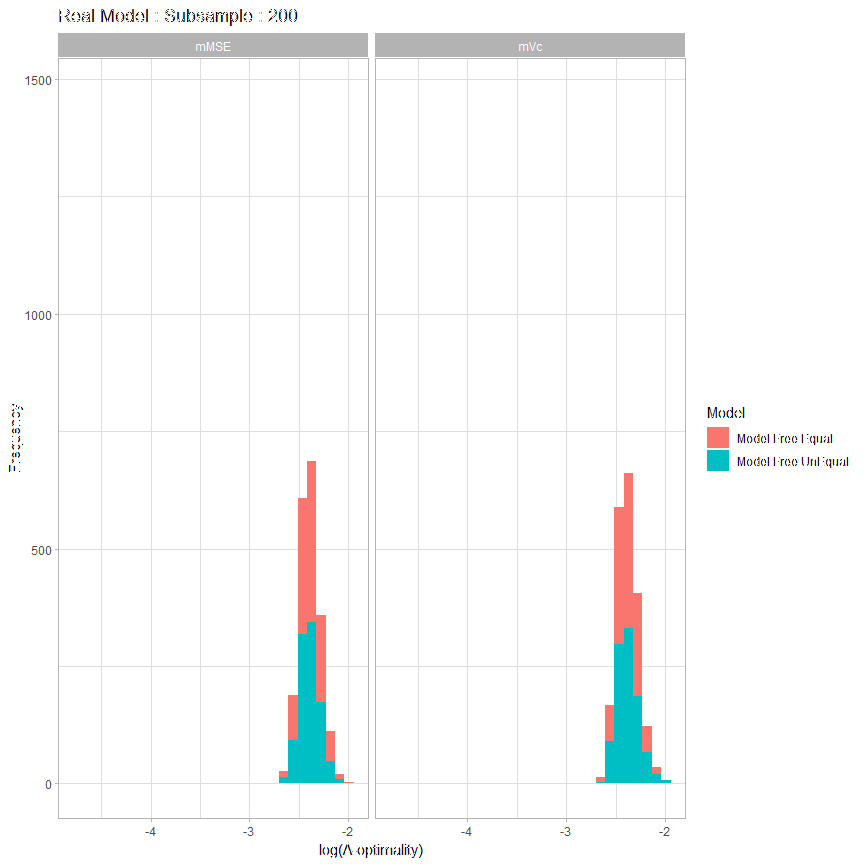 Real Model : Subsample : 200
mMSE
mVc
1500
1000
500
0
Frequency
-4
-3
-2
-4
-3
-2
log(A-optimality)
Model
Model Free Equal
Model Free UnEqual